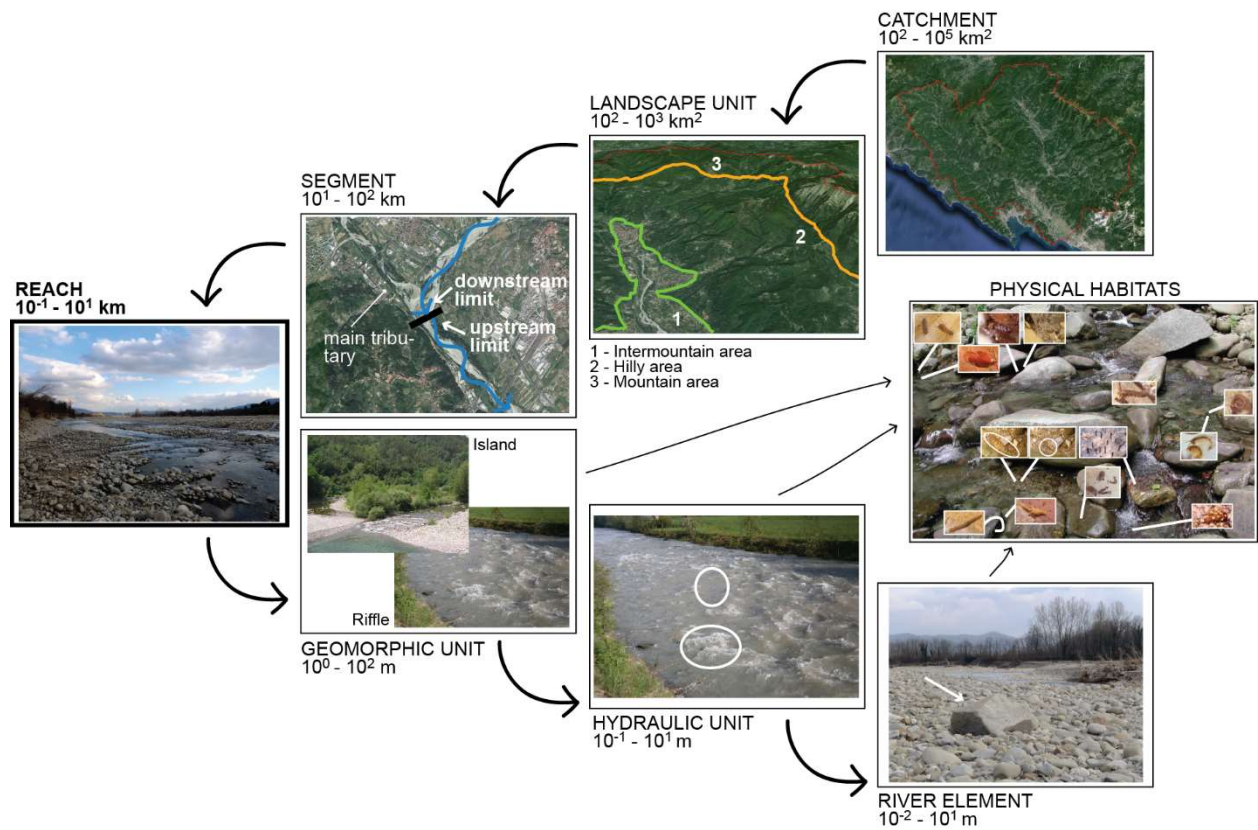 CATCHMENT
10² - 10⁵ km²
LANDSCAPE UNIT
10² - 10³ km²
3
2
1
1 - Intermountain area
2 - Hilly area
3 - Mountain area
SEGMENT
10¹ - 10² km
downstream
limit
upstream
limit
main tribu-
tary
REACH
10⁻¹ - 10¹ km
PHYSICAL HABITATS
Island
Riffle
GEOMORPHIC UNIT
10⁰ - 10² m
HYDRAULIC UNIT
10⁻¹ - 10¹ m
RIVER ELEMENT
10⁻² - 10¹ m